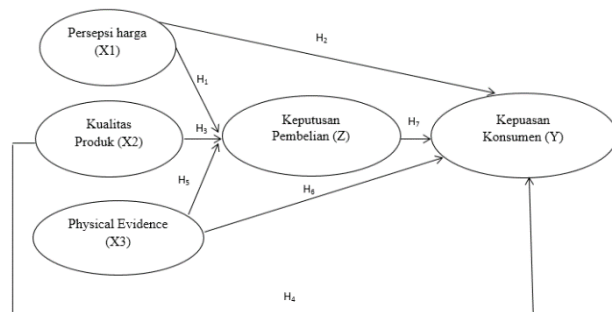 Persepsi harga
(X1)
H2
H1
Kualitas
Produk (X2)
H3
Keputusan
Pembelian (Z)
H7
Kepuasan
Konsumen (Y)
H5
H6
Physical Evidence
(X3)
H4